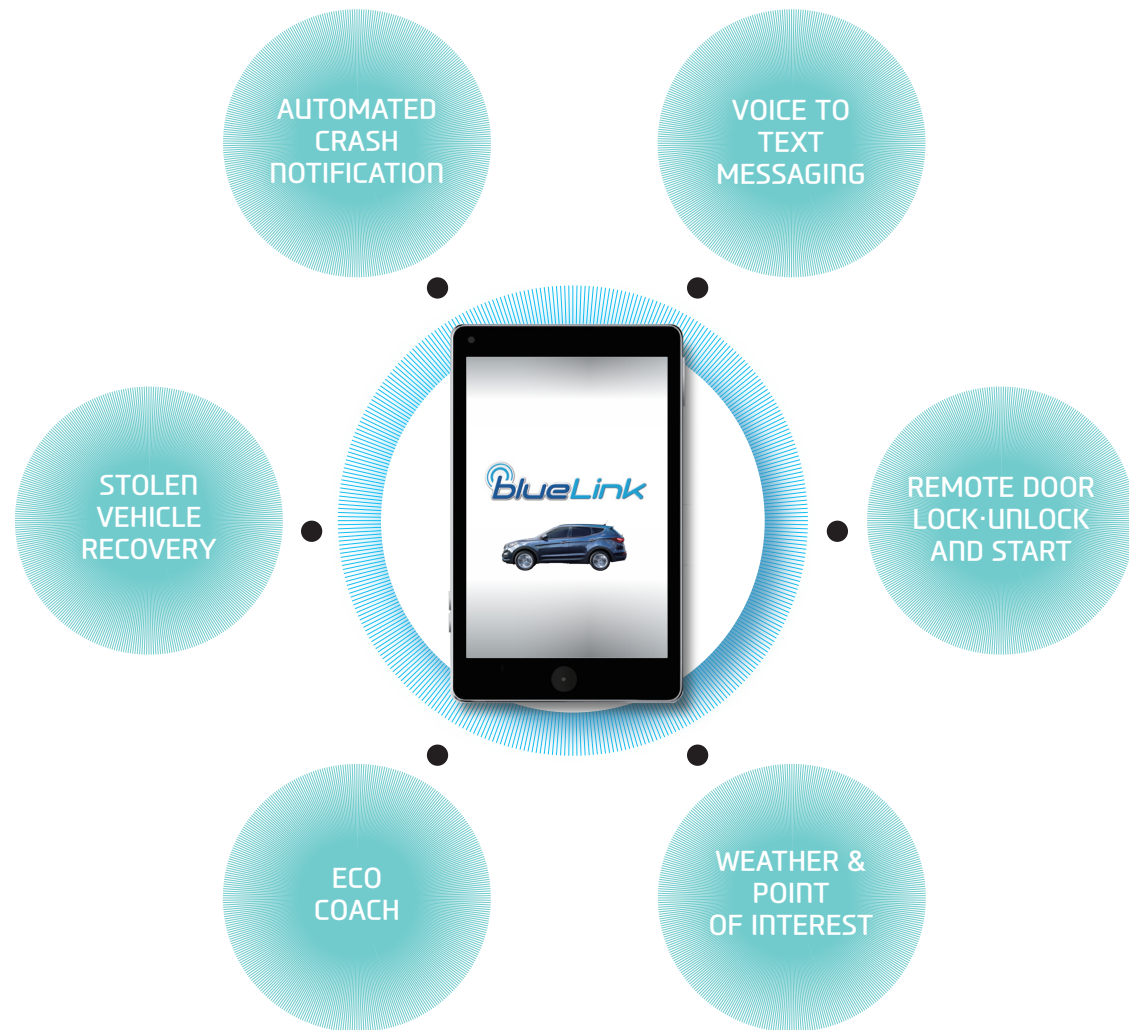 AUTOMATED
CRASH
NOTIFICATION
VOICE TO
TEXT
MESSAGING
STOLEN
VEHICLE
RECOVERY
blueLink
REMOTE DOOR
LOCK·UNLOCK
AND START
ECO
COACH
WEATHER &
POINT
OF INTEREST